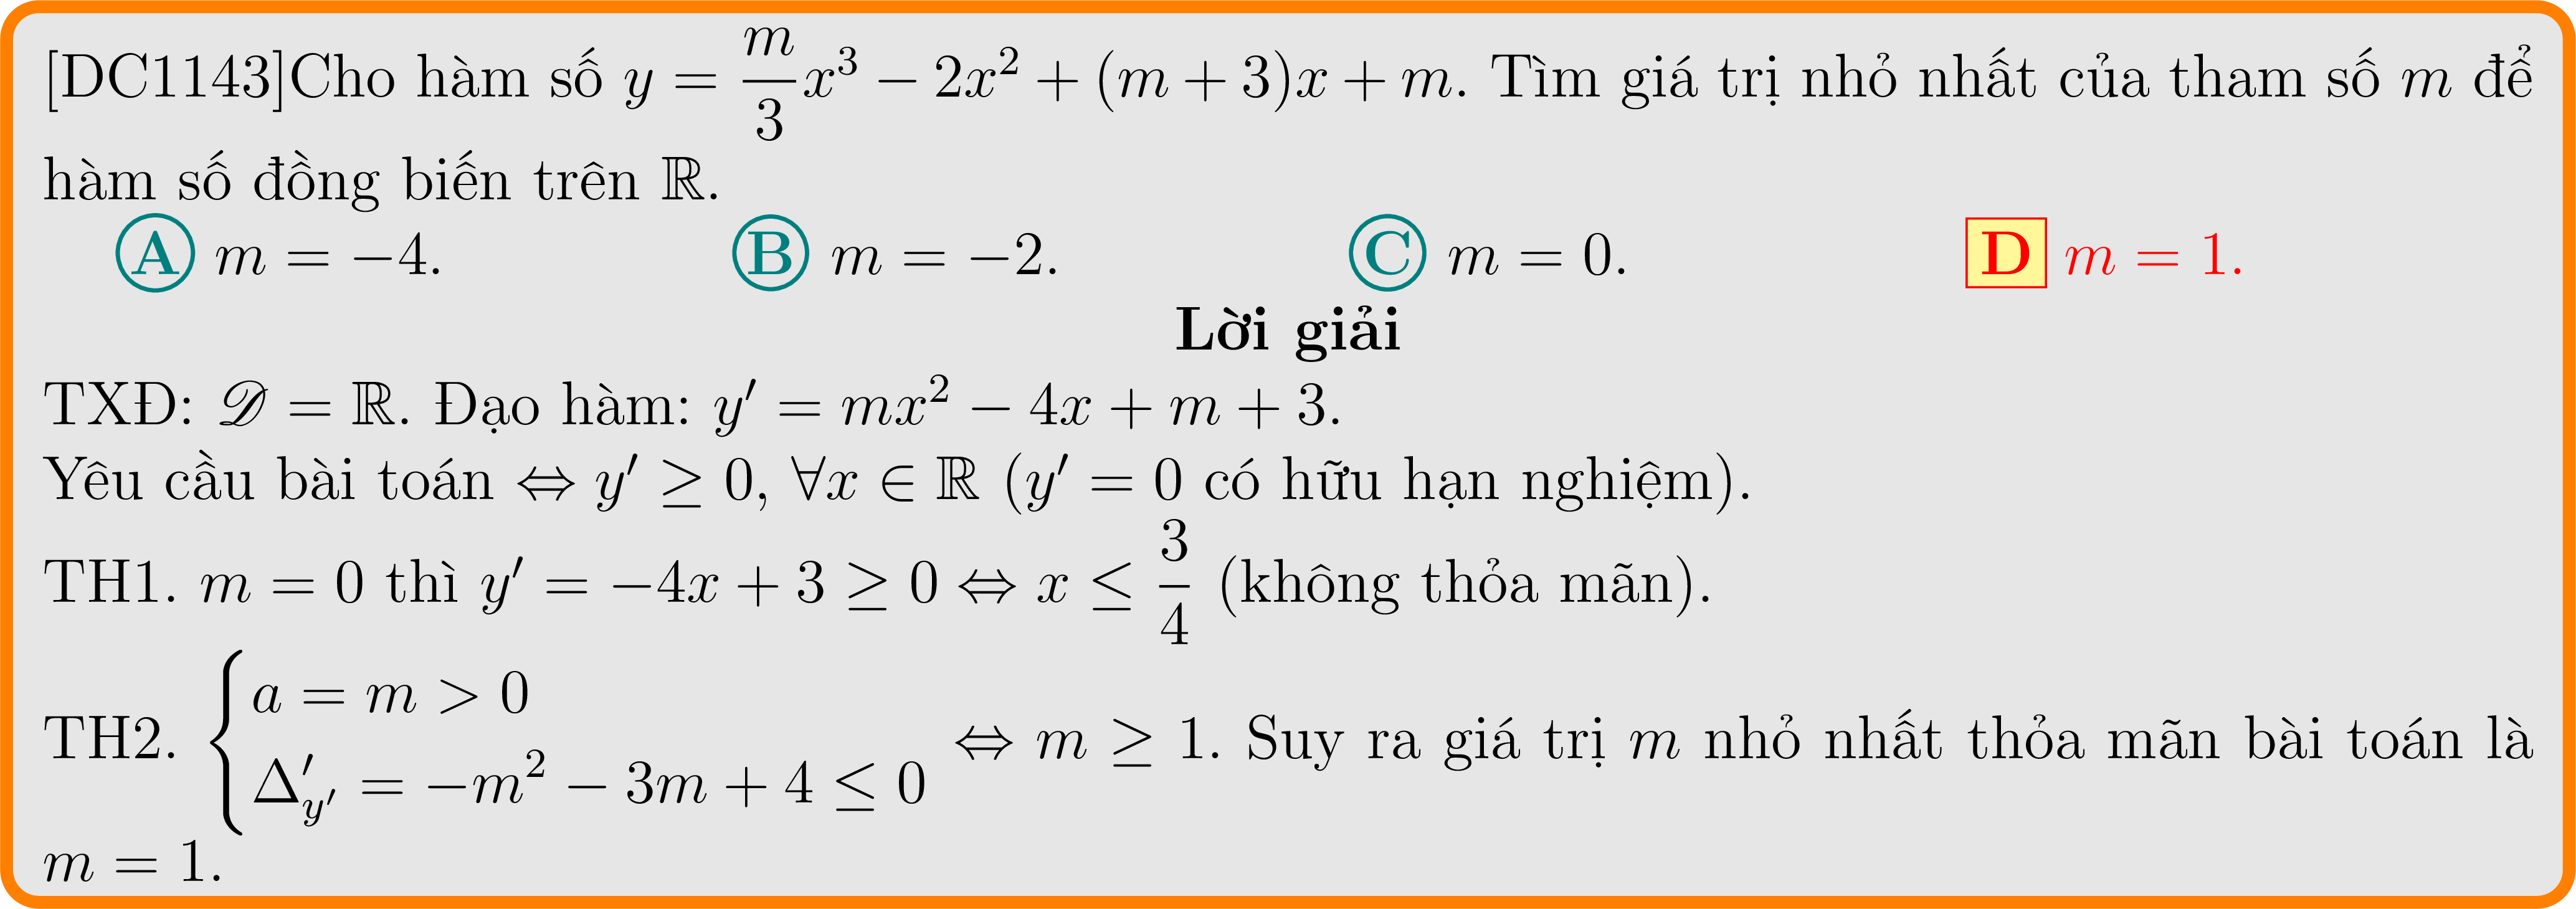 [DC1143]Cho hàm số $y = \dfrac{m}{3}x^3 - 2x^2 + (m + 3)x + m$. Tìm giá trị nhỏ nhất của tham số $m$ để
hàm số đồng biến trên $\mathbb{R}$.
A $m = -4$. B $m = -2$. C $m = 0$. D $m = 1$.
Lời giải
TXĐ: $\mathscr{D} = \mathbb{R}$. Đạo hàm: $y' = mx^2 - 4x + m + 3$.
Yêu cầu bài toán $\Leftrightarrow y' \geq 0, \forall x \in \mathbb{R}$ ($y' = 0$ có hữu hạn nghiệm).
TH1. $m = 0$ thì $y' = -4x + 3 \geq 0 \Leftrightarrow x \leq \dfrac{3}{4}$ (không thỏa mãn).
TH2. $\begin{cases} a = m > 0 \\ \Delta'_{y'} = -m^2 - 3m + 4 \leq 0 \end{cases} \Leftrightarrow m \geq 1$. Suy ra giá trị $m$ nhỏ nhất thỏa mãn bài toán là
$m = 1$.